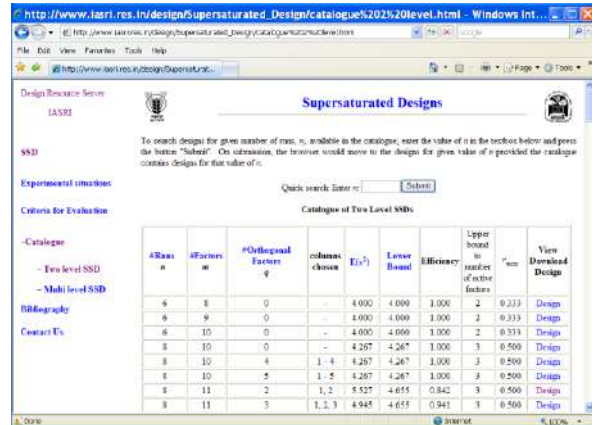 http://www.iasri.res.in/design/Supersaturated_Design/catalogue%202%20level.html - Windows Int...
File Edit View Favorites Tools Help
http://www.iasri.res.in/design/Supersaturat...
Page Tools
Design Resource Server
IASRI
SSD
Experimental situations
Criteria for Evaluation
-Catalogue
- Two level SSD
- Multi level SSD
Bibliography
Contact Us
Supersaturated Designs
To search designs for given number of runs, n, available in the catalogue, enter the value of n in the textbox below and press
the button "Submit". On submission, the browser would move to the designs for given value of n provided the catalogue
contains designs for that value of n.
Quick search: Enter n: Submit
Catalogue of Two Level SSDs
#Runs n #Factors m #Orthogonal Factors q columns chosen E(s²) Lower Bound Efficiency Upper bound to number of active factors r max View Download Design
6 8 0 - 4.000 4.000 1.000 2 0.333 Design
6 9 0 - 4.000 4.000 1.000 2 0.333 Design
6 10 0 - 4.000 4.000 1.000 2 0.333 Design
8 10 0 - 4.267 4.267 1.000 3 0.500 Design
8 10 4 1 - 4 4.267 4.267 1.000 3 0.500 Design
8 10 5 1 - 5 4.267 4.267 1.000 3 0.500 Design
8 11 2 1, 2 5.527 4.655 0.842 3 0.500 Design
8 11 3 1, 2, 3 4.945 4.655 0.941 3 0.500 Design
Done
Internet
100%